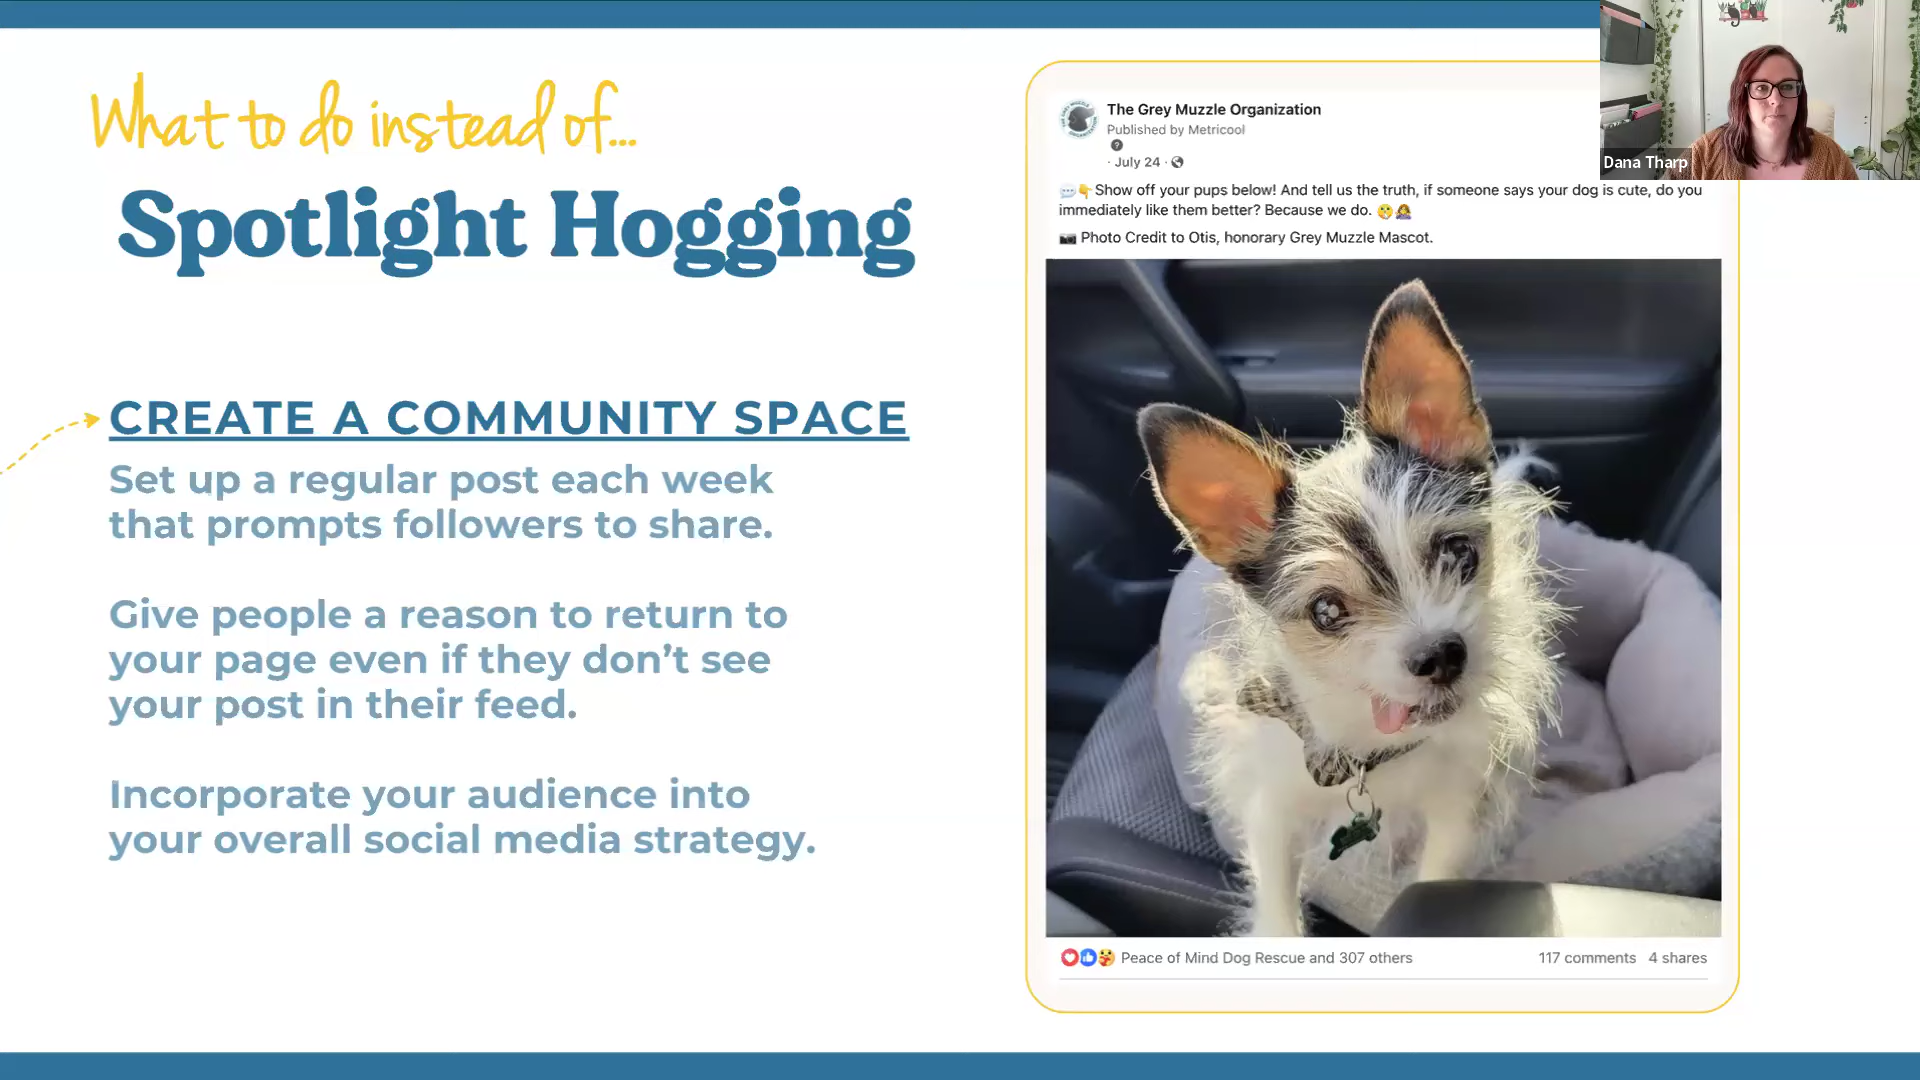 What to do instead of...
Spotlight Hogging
CREATE A COMMUNITY SPACE
Set up a regular post each week
that prompts followers to share.
Give people a reason to return to
your page even if they don't see
your post in their feed.
Incorporate your audience into
your overall social media strategy.
The Grey Muzzle Organization
Published by Metricool
· July 24 ·
Show off your pups below! And tell us the truth, if someone says your dog is cute, do you
immediately like them better? Because we do.
Photo Credit to Otis, honorary Grey Muzzle Mascot.
Peace of Mind Dog Rescue and 307 others
117 comments 4 shares
Dana Tharp